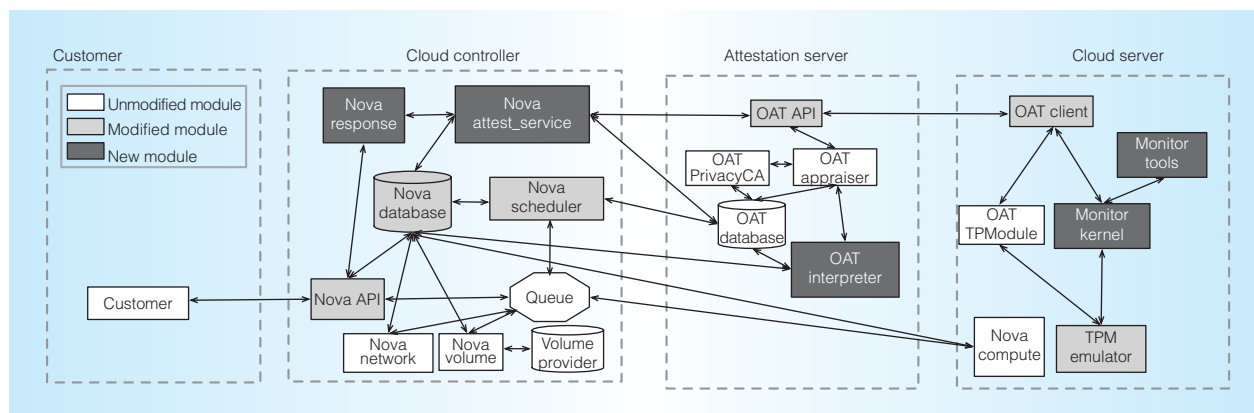 Customer
Cloud controller
Attestation server
Cloud server
Unmodified module
Modified module
New module
Nova
response
Nova
attest_service
OAT API
OAT client
Monitor
tools
OAT
PrivacyCA
OAT
appraiser
Nova
database
Nova
scheduler
OAT
database
OAT
TPModule
Monitor
kernel
OAT
interpreter
Customer
Nova API
Queue
Nova
network
Nova
volume
Volume
provider
Nova
compute
TPM
emulator